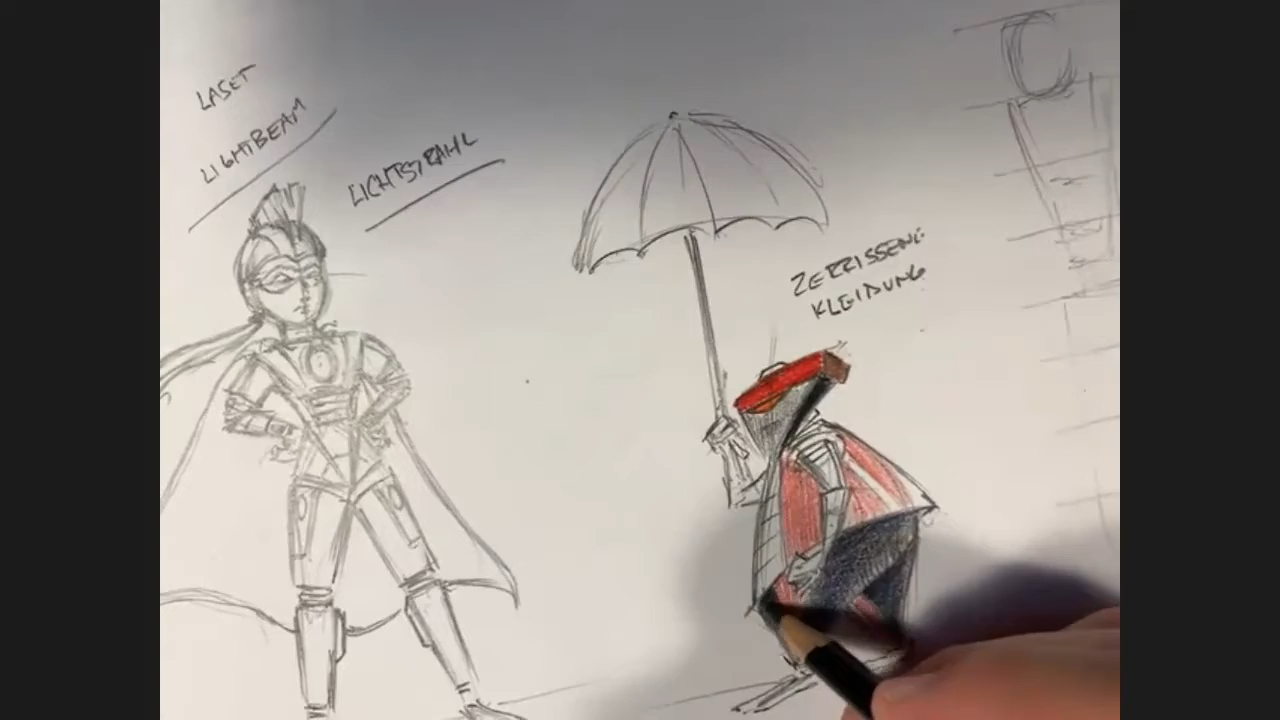 LASET
LIGHTBEAM
LICHTSTRAHL
ZERRISSENE
KLEIDUNG
C